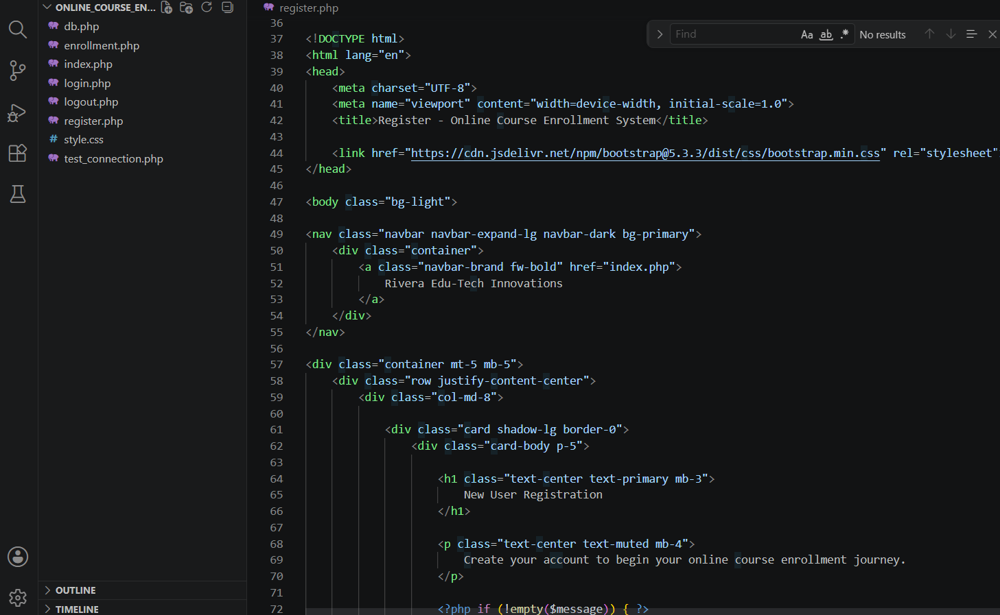 ONLINE_COURSE_EN...
db.php
enrollment.php
index.php
login.php
logout.php
register.php
style.css
test_connection.php
OUTLINE
TIMELINE
register.php
Find
Aa ab .* No results
36
37 <!DOCTYPE html>
38 <html lang="en">
39 <head>
40 <meta charset="UTF-8">
41 <meta name="viewport" content="width=device-width, initial-scale=1.0">
42 <title>Register - Online Course Enrollment System</title>
43
44 <link href="https://cdn.jsdelivr.net/npm/bootstrap@5.3.3/dist/css/bootstrap.min.css" rel="stylesheet"
45 </head>
46
47 <body class="bg-light">
48
49 <nav class="navbar navbar-expand-lg navbar-dark bg-primary">
50 <div class="container">
51 <a class="navbar-brand fw-bold" href="index.php">
52 Rivera Edu-Tech Innovations
53 </a>
54 </div>
55 </nav>
56
57 <div class="container mt-5 mb-5">
58 <div class="row justify-content-center">
59 <div class="col-md-8">
60
61 <div class="card shadow-lg border-0">
62 <div class="card-body p-5">
63
64 <h1 class="text-center text-primary mb-3">
65 New User Registration
66 </h1>
67
68 <p class="text-center text-muted mb-4">
69 Create your account to begin your online course enrollment journey.
70 </p>
71
72 <?php if (!empty($message)) { ?>